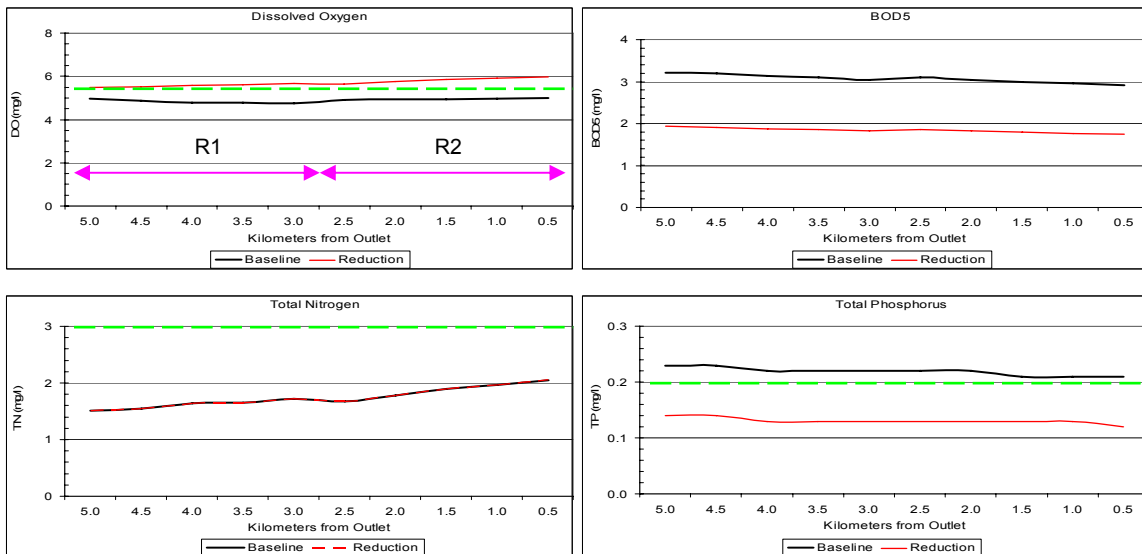 Dissolved Oxygen
8
6
4
2
0
DO (mg/l)
R1
R2
5.0 4.5 4.0 3.5 3.0 2.5 2.0 1.5 1.0 0.5
Kilometers from Outlet
Baseline Reduction
BOD5
4
3
2
1
0
BOD5 (mg/l)
5.0 4.5 4.0 3.5 3.0 2.5 2.0 1.5 1.0 0.5
Kilometers from Outlet
Baseline Reduction
Total Nitrogen
3
2
1
0
TN (mg/l)
5.0 4.5 4.0 3.5 3.0 2.5 2.0 1.5 1.0 0.5
Kilometers from Outlet
Baseline Reduction
Total Phosphorus
0.3
0.2
0.1
0.0
TP (mg/l)
5.0 4.5 4.0 3.5 3.0 2.5 2.0 1.5 1.0 0.5
Kilometers from Outlet
Baseline Reduction